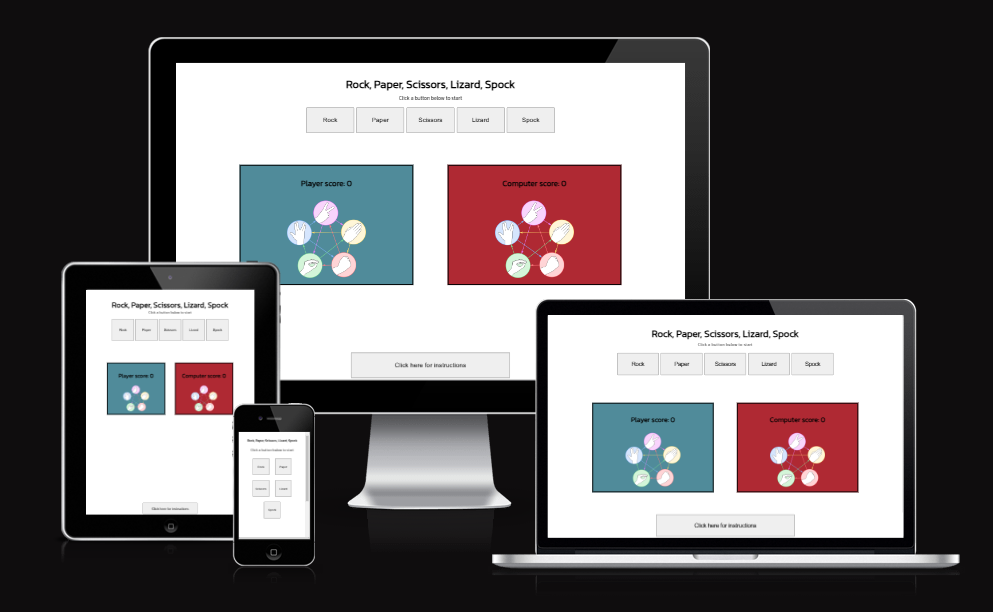 Rock, Paper, Scissors, Lizard, Spock
Click a button below to start
Rock Paper Scissors Lizard Spock
Player score: 0 Computer score: 0
Click here for instructions
Rock, Paper, Scissors, Lizard, Spock
Click a button below to start
Rock Paper Scissors Lizard Spock
Player score: 0 Computer score: 0
Click here for instructions
Rock, Paper, Scissors, Lizard, Spock
Click a button below to start
Rock Paper
Scissors Lizard
Spock
Rock, Paper, Scissors, Lizard, Spock
Click a button below to start
Rock Paper Scissors Lizard Spock
Player score: 0 Computer score: 0
Click here for instructions